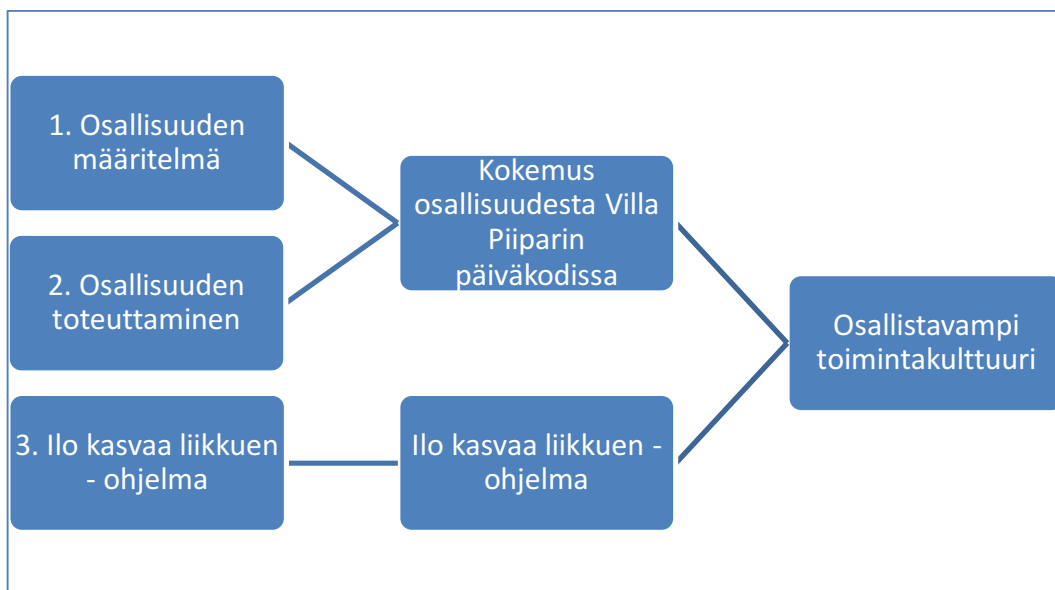 1. Osallisuuden
määritelmä
2. Osallisuuden
toteuttaminen
3. Ilo kasvaa liikkuen
- ohjelma
Kokemus
osallisuudesta Villa
Piiparin
päiväkodissa
Ilo kasvaa liikkuen -
ohjelma
Osallistavampi
toimintakulttuuri